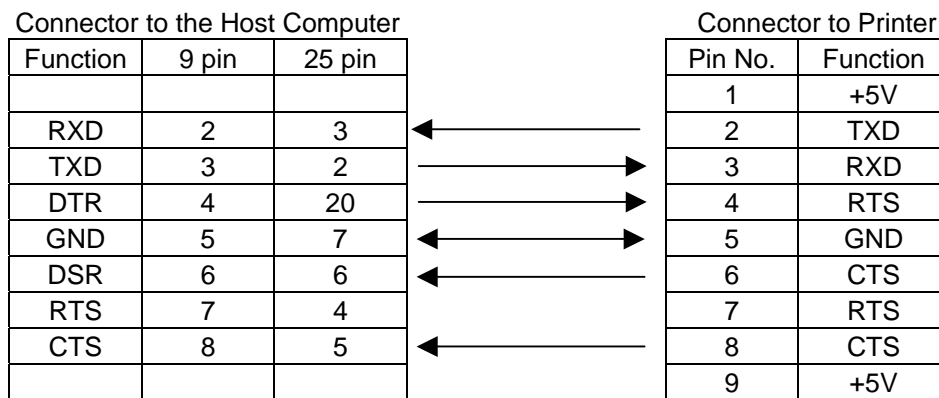 Connector to the Host Computer Connector to Printer
Function 9 pin 25 pin Pin No. Function
1 +5V
RXD 2 3 2 TXD
TXD 3 2 3 RXD
DTR 4 20 4 RTS
GND 5 7 5 GND
DSR 6 6 6 CTS
RTS 7 4 7 RTS
CTS 8 5 8 CTS
9 +5V